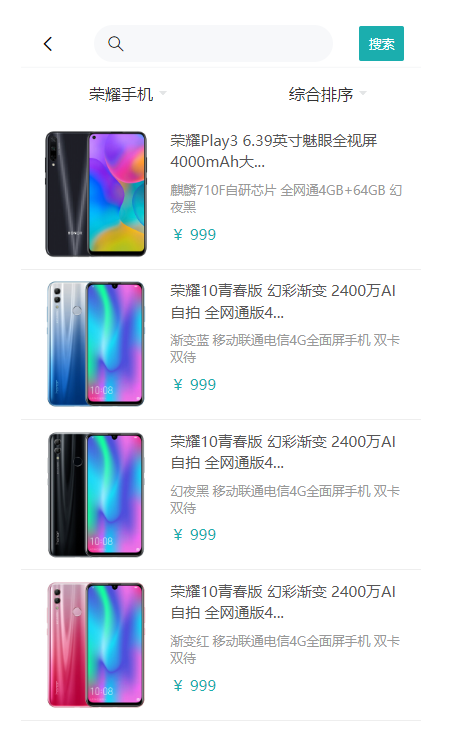 搜索
荣耀手机 综合排序
荣耀Play3 6.39英寸魅眼全视屏
4000mAh大...
麒麟710F自研芯片 全网通4GB+64GB 幻
夜黑
¥ 999
荣耀10青春版 幻彩渐变 2400万AI
自拍 全网通版4...
渐变蓝 移动联通电信4G全面屏手机 双卡
双待
10:08
¥ 999
荣耀10青春版 幻彩渐变 2400万AI
自拍 全网通版4...
幻夜黑 移动联通电信4G全面屏手机 双卡
双待
10:08
¥ 999
荣耀10青春版 幻彩渐变 2400万AI
自拍 全网通版4...
渐变红 移动联通电信4G全面屏手机 双卡
双待
10:08
¥ 999